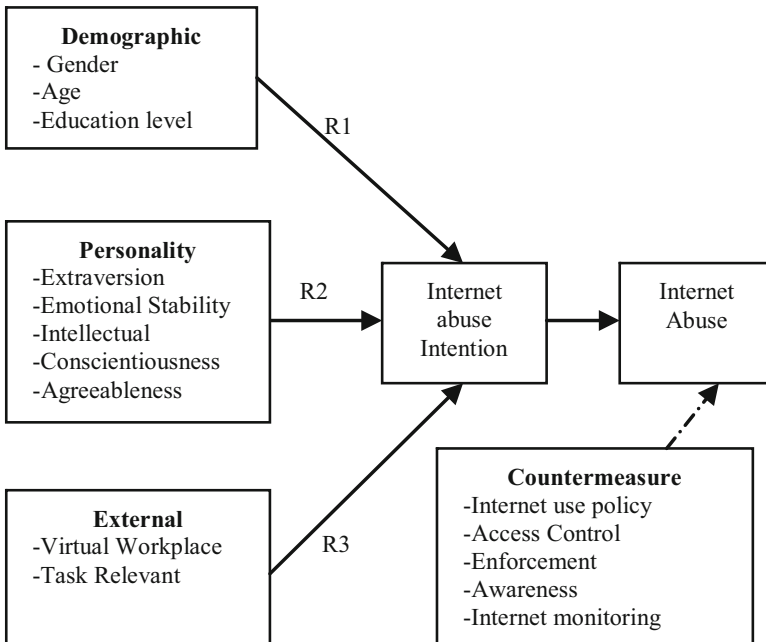 Demographic
- Gender
-Age
-Education level
R1
Personality
-Extraversion
-Emotional Stability
-Intellectual
-Conscientiousness
-Agreeableness
R2
Internet
abuse
Intention
Internet
Abuse
External
-Virtual Workplace
-Task Relevant
R3
Countermeasure
-Internet use policy
-Access Control
-Enforcement
-Awareness
-Internet monitoring